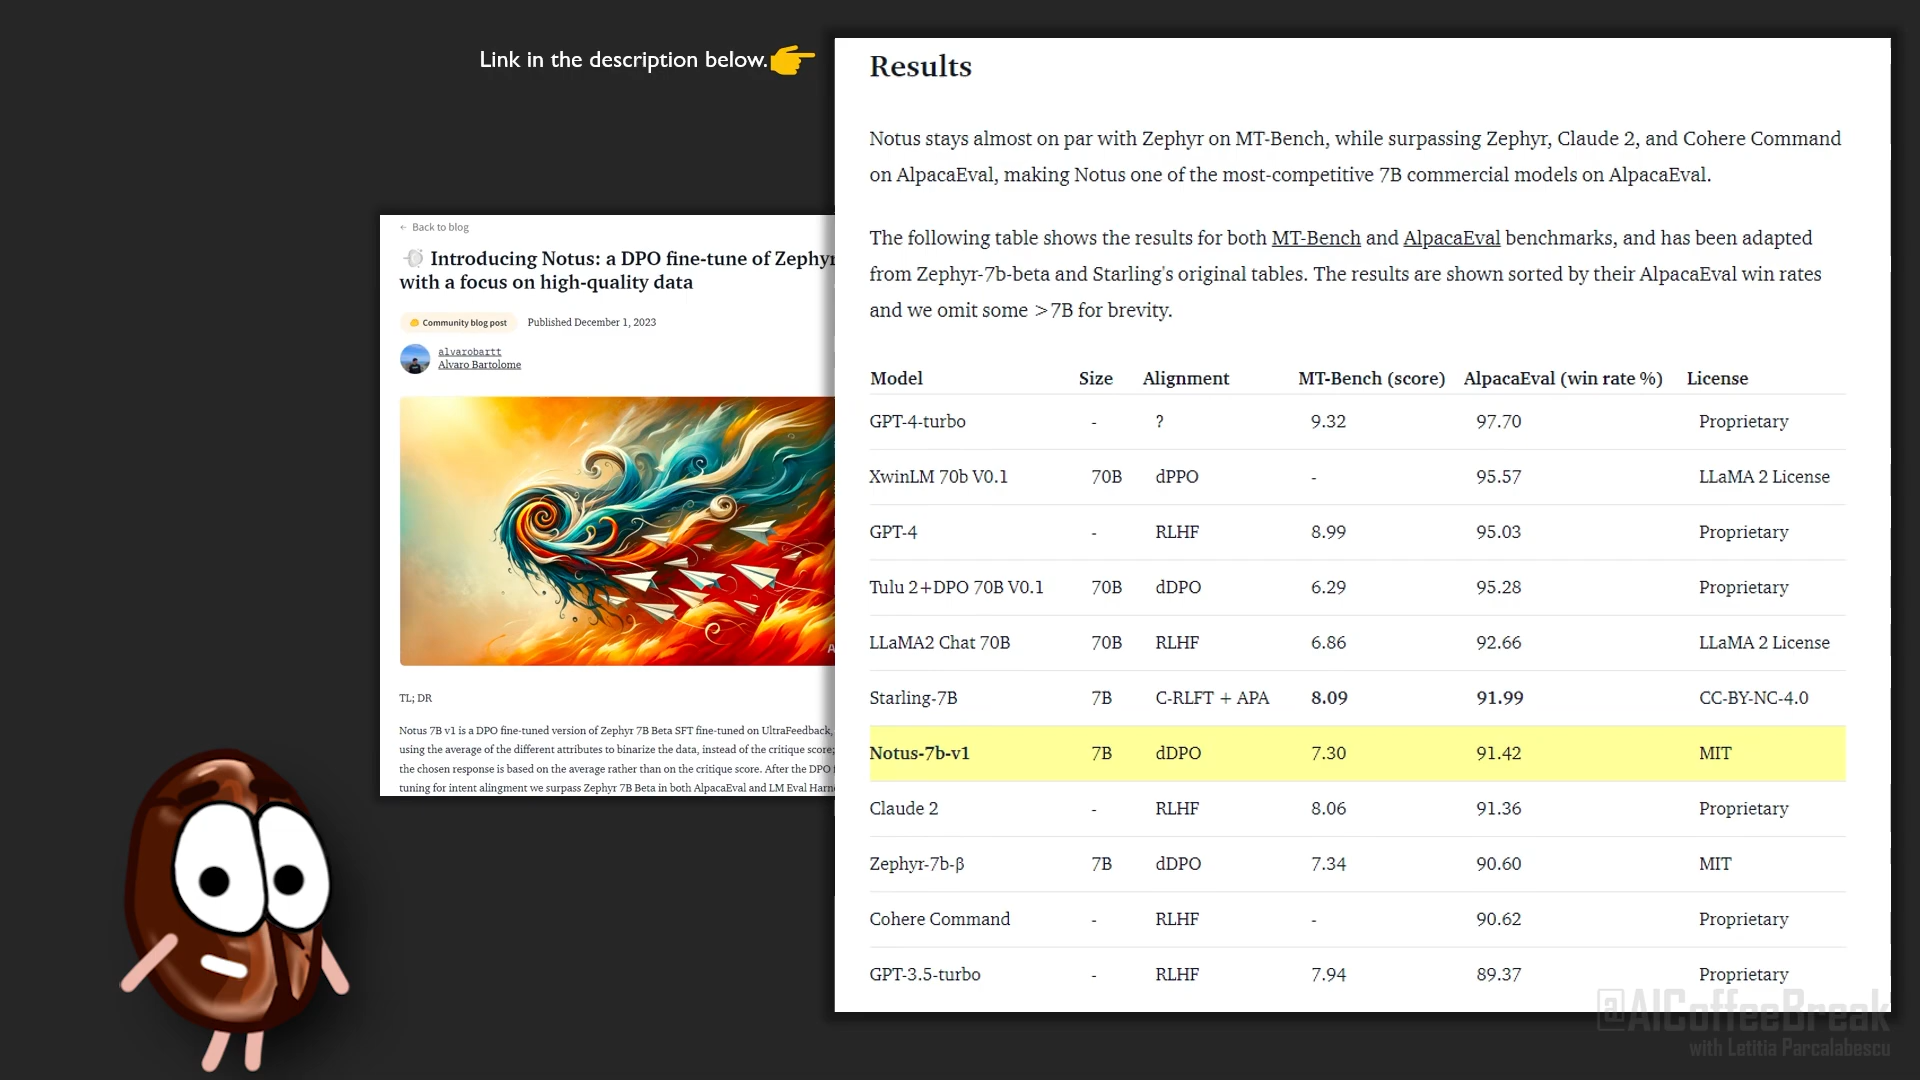 Link in the description below.
← Back to blog
Introducing Notus: a DPO fine-tune of Zephyr
with a focus on high-quality data
Community blog post Published December 1, 2023
alvarobartt
Alvaro Bartolome
TL; DR
Notus 7B v1 is a DPO fine-tuned version of Zephyr 7B Beta SFT fine-tuned on UltraFeedback,
using the average of the different attributes to binarize the data, instead of the critique score;
the chosen response is based on the average rather than on the critique score. After the DPO
tuning for intent alingment we surpass Zephyr 7B Beta in both AlpacaEval and LM Eval Harn
Results
Notus stays almost on par with Zephyr on MT-Bench, while surpassing Zephyr, Claude 2, and Cohere Command
on AlpacaEval, making Notus one of the most-competitive 7B commercial models on AlpacaEval.
The following table shows the results for both MT-Bench and AlpacaEval benchmarks, and has been adapted
from Zephyr-7b-beta and Starling's original tables. The results are shown sorted by their AlpacaEval win rates
and we omit some >7B for brevity.
Model Size Alignment MT-Bench (score) AlpacaEval (win rate %) License
GPT-4-turbo - ? 9.32 97.70 Proprietary
XwinLM 70b V0.1 70B dPPO - 95.57 LLaMA 2 License
GPT-4 - RLHF 8.99 95.03 Proprietary
Tulu 2+DPO 70B V0.1 70B dDPO 6.29 95.28 Proprietary
LLaMA2 Chat 70B 70B RLHF 6.86 92.66 LLaMA 2 License
Starling-7B 7B C-RLFT + APA 8.09 91.99 CC-BY-NC-4.0
Notus-7b-v1 7B dDPO 7.30 91.42 MIT
Claude 2 - RLHF 8.06 91.36 Proprietary
Zephyr-7b-β 7B dDPO 7.34 90.60 MIT
Cohere Command - RLHF - 90.62 Proprietary
GPT-3.5-turbo - RLHF 7.94 89.37 Proprietary
@AICoffeeBreak
with Letitia Parcalabescu